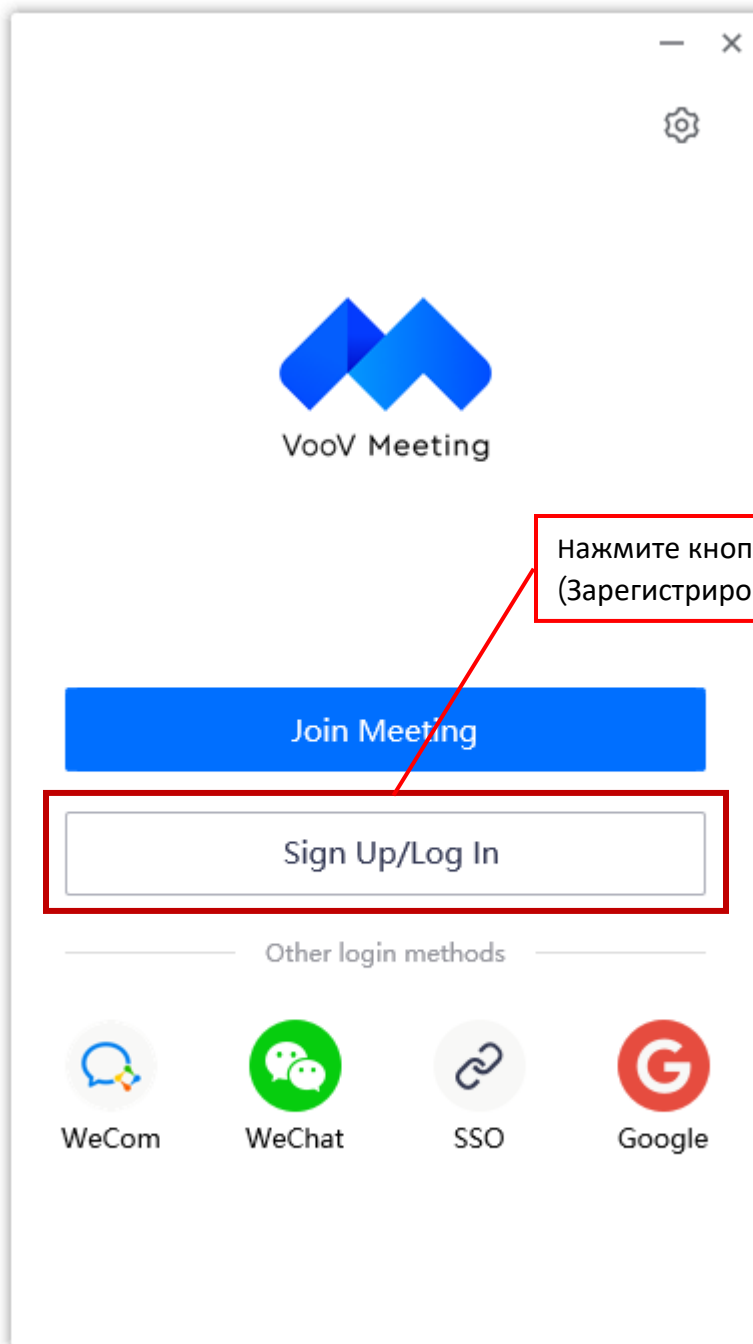 VooV Meeting
Нажмите кноп
(Зарегистриро
Join Meeting
Sign Up/Log In
Other login methods
WeCom WeChat SSO Google